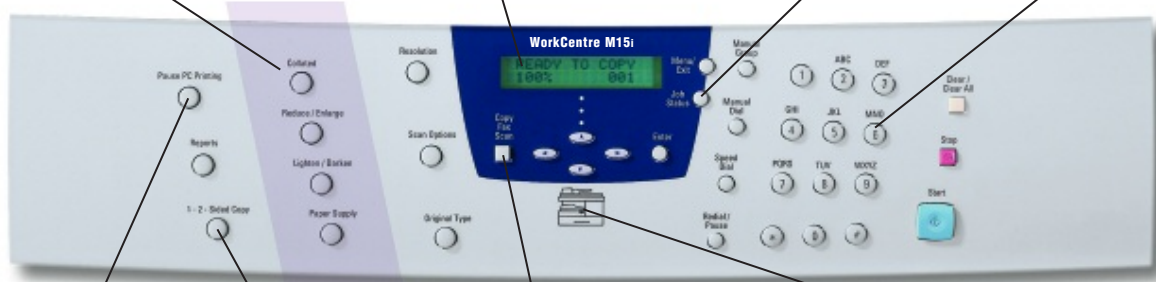 WorkCentre M15i
READY TO COPY
100% 001
Pause PC Printing
Reports
1 - 2 - Sided Copy
Collated
Reduce / Enlarge
Lighten / Darken
Paper Supply
Resolution
Scan Options
Original Type
Copy
Fax
Scan
Menu/
Exit
Job
Status
Enter
Manual
Group
Manual
Dial
Speed
Dial
Redial /
Pause
ABC
DEF
1
2
3
GHI
JKL
MNO
4
5
6
PQRS
TUV
WXYZ
7
8
9
*
0
#
Clear /
Clear All
Stop
Start